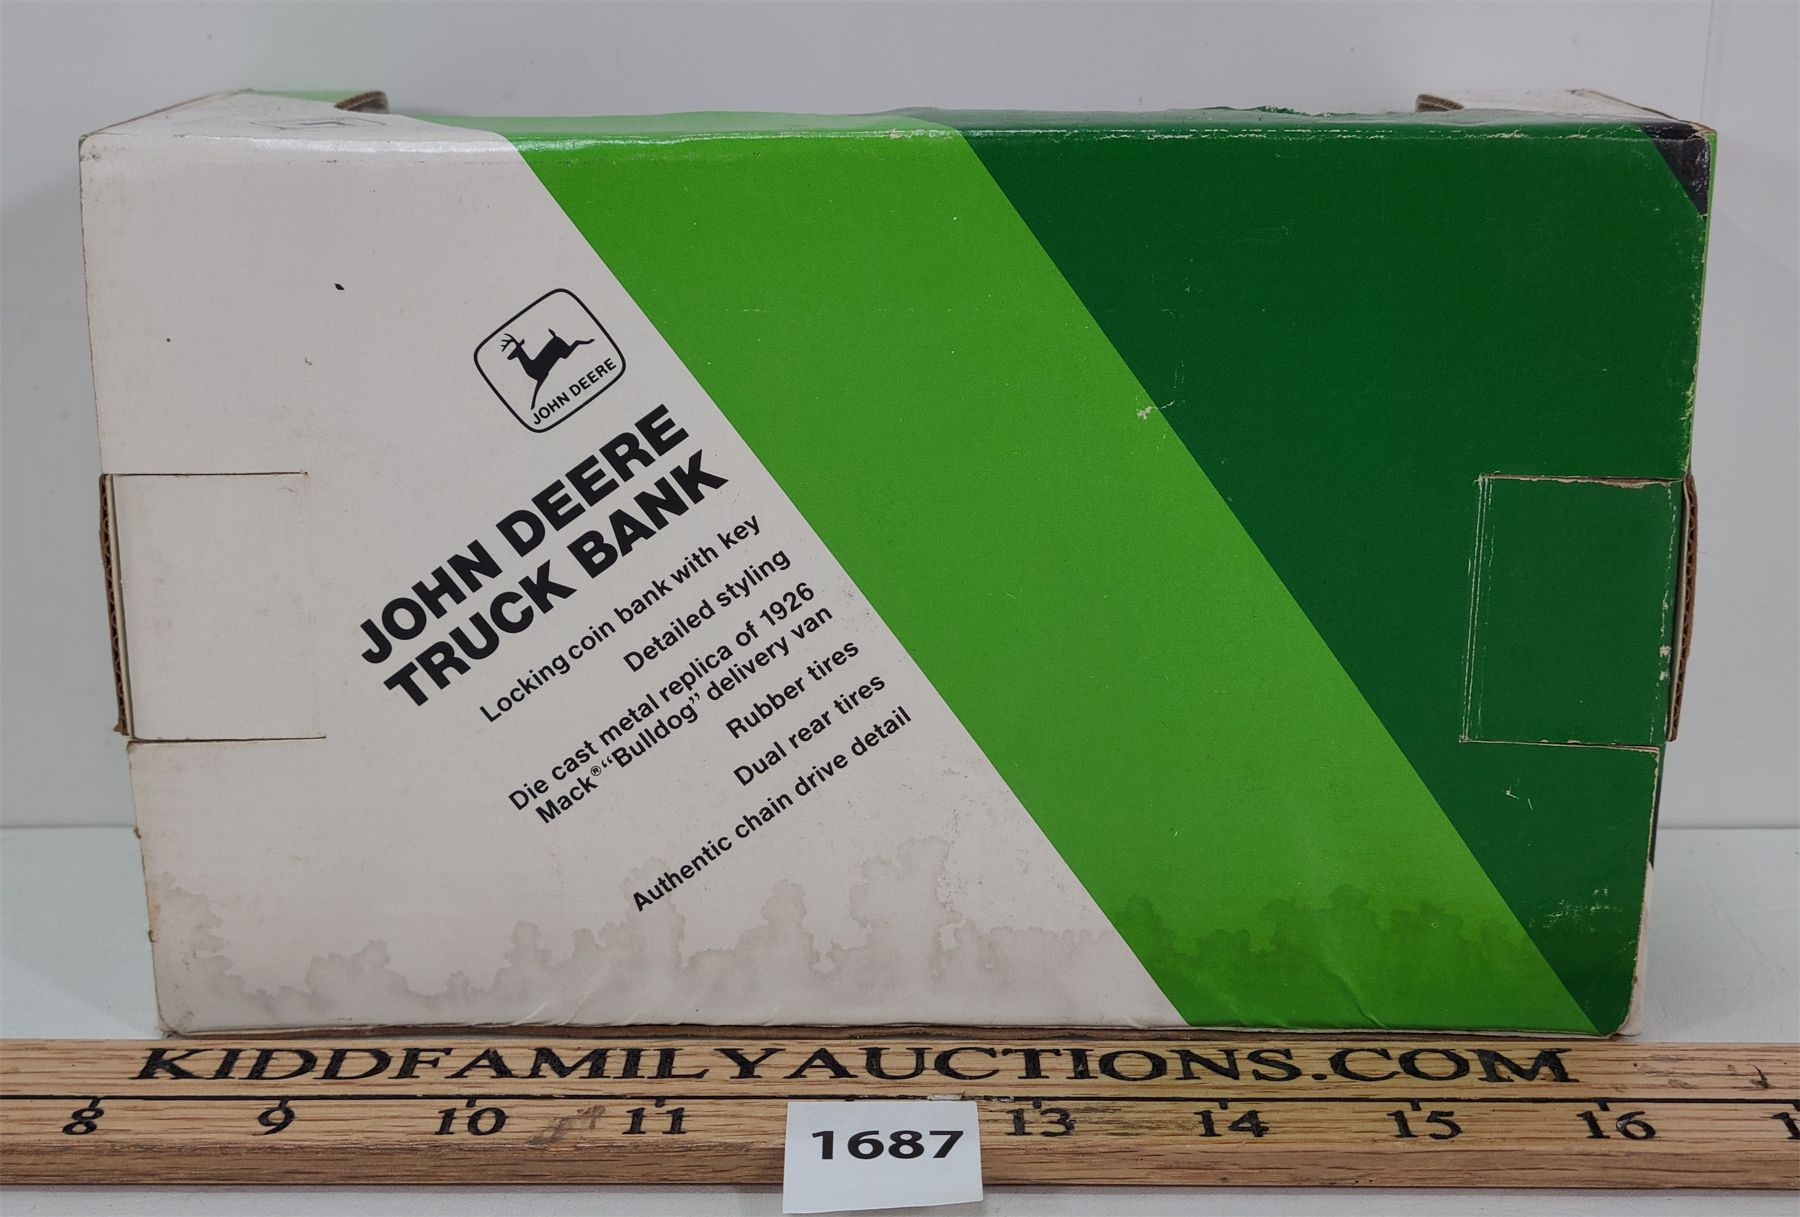 JOHN DEERE
JOHN DEERE
TRUCK BANK
Locking coin bank with key
Detailed styling
Die cast metal replica of 1926
Mack® “Bulldog” delivery van
Rubber tires
Dual rear tires
Authentic chain drive detail
KIDDFAMILYAUCTIONS.COM
8 9 10 11 13 14 15 16
1687